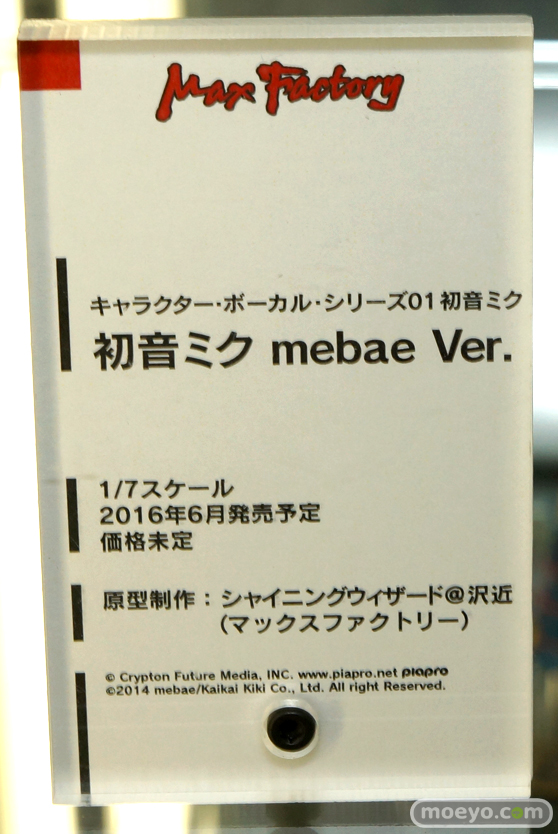 Max Factory
キャラクター・ボーカル・シリーズ01初音ミク
初音ミク mebae Ver.
1/7スケール
2016年6月発売予定
価格未定
原型制作：シャイニングウィザード＠沢近
（マックスファクトリー）
© Crypton Future Media, INC. www.piapro.net piapro
©2014 mebae/Kaikai Kiki Co., Ltd. All right Reserved.
moeyo.com